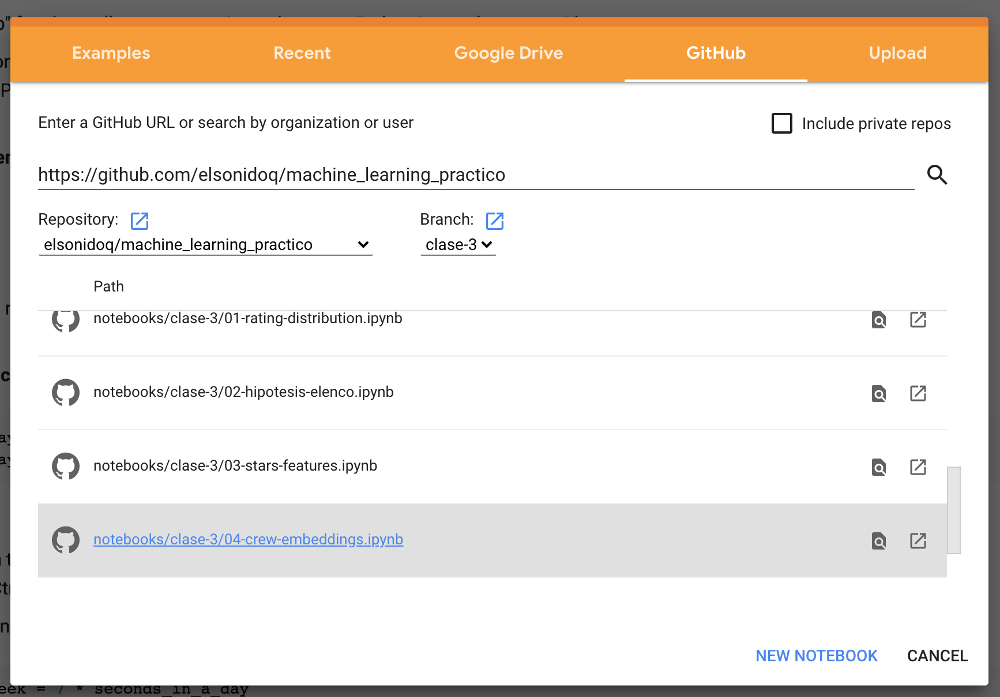 Examples Recent Google Drive GitHub Upload
Enter a GitHub URL or search by organization or user
Include private repos
https://github.com/elsonidoq/machine_learning_practico
Repository: Branch:
elsonidoq/machine_learning_practico clase-3
Path
notebooks/clase-3/01-rating-distribution.ipynb
notebooks/clase-3/02-hipotesis-elenco.ipynb
notebooks/clase-3/03-stars-features.ipynb
notebooks/clase-3/04-crew-embeddings.ipynb
NEW NOTEBOOK CANCEL
* seconds_in_a_day